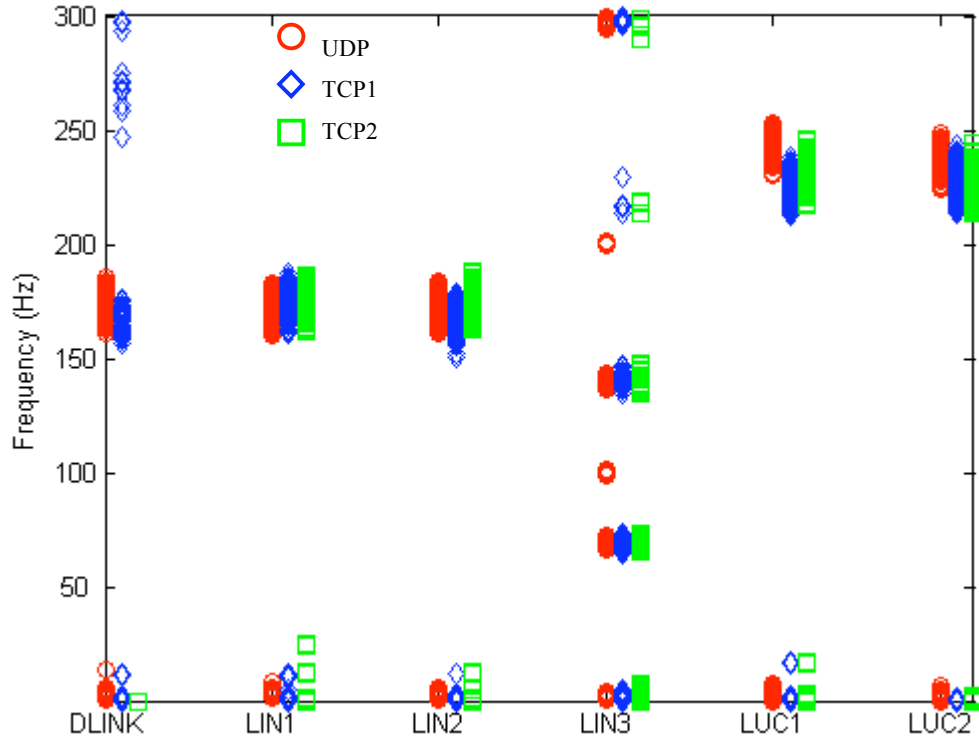 300
UDP
TCP1
TCP2
250
200
150
100
50
Frequency (Hz)
DLINK LIN1 LIN2 LIN3 LUC1 LUC2